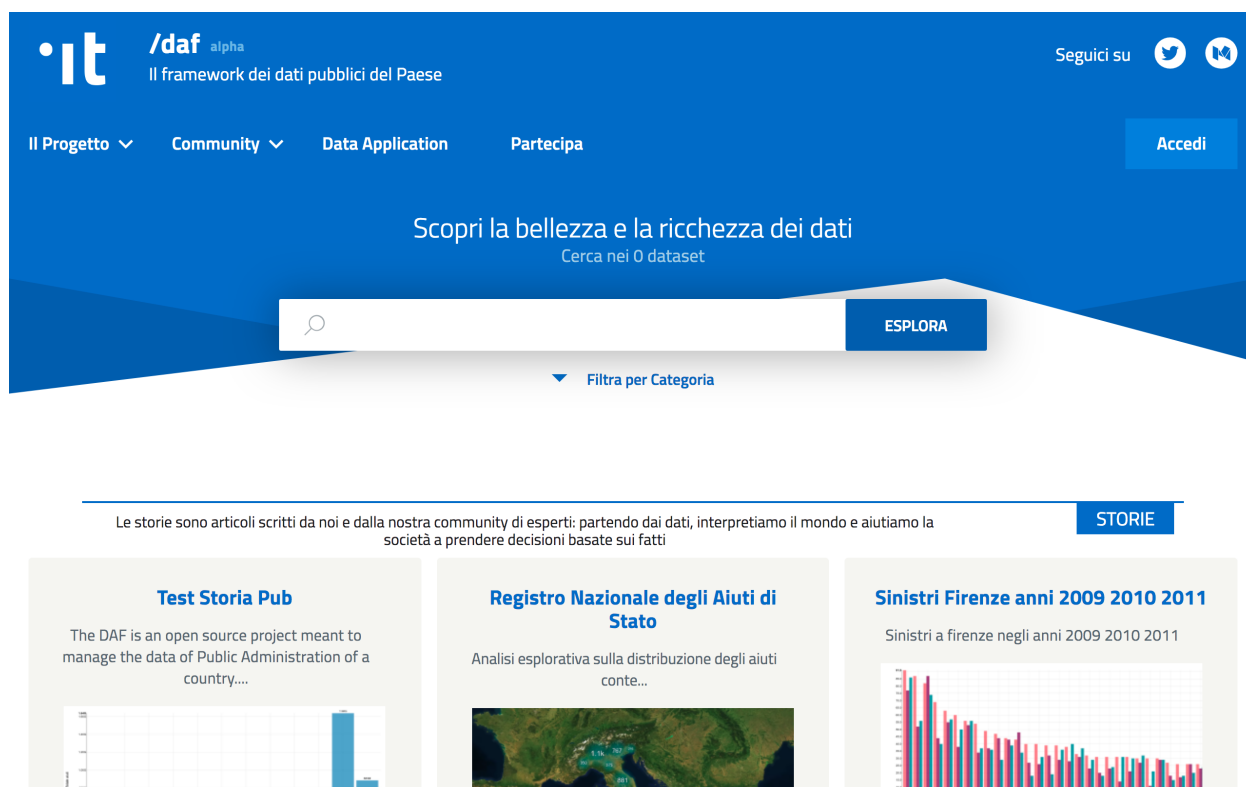 it
/daf alpha
Il framework dei dati pubblici del Paese
Seguici su
Il Progetto
Community
Data Application
Partecipa
Accedi
Scopri la bellezza e la ricchezza dei dati
Cerca nei 0 dataset
ESPLORA
Filtra per Categoria
Le storie sono articoli scritti da noi e dalla nostra community di esperti: partendo dai dati, interpretiamo il mondo e aiutiamo la
società a prendere decisioni basate sui fatti
STORIE
Test Storia Pub
The DAF is an open source project meant to
manage the data of Public Administration of a
country....
Registro Nazionale degli Aiuti di
Stato
Analisi esplorativa sulla distribuzione degli aiuti
conte...
1.1k
767
881
Sinistri Firenze anni 2009 2010 2011
Sinistri a firenze negli anni 2009 2010 2011